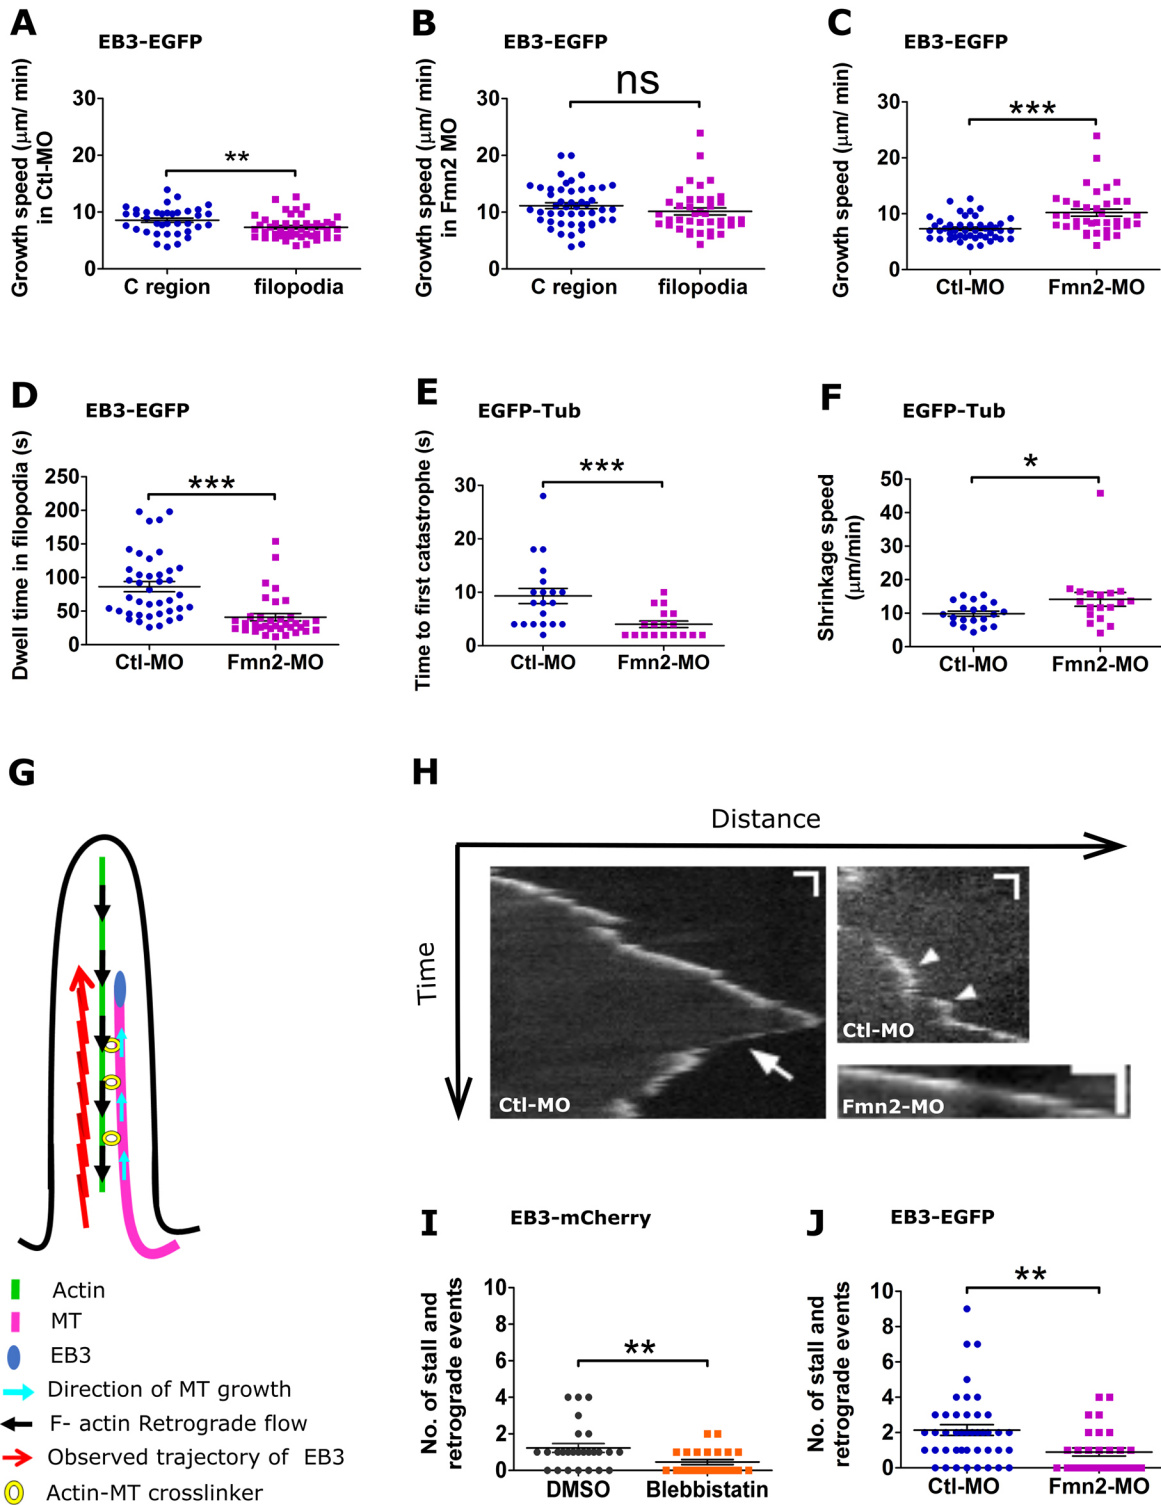 A
EB3-EGFP
Growth speed (µm/ min)
in Ctl-MO
30
20
10
0
**
C region
filopodia
B
EB3-EGFP
Growth speed (µm/ min)
in Fmn2 MO
30
20
10
0
ns
C region
filopodia
C
EB3-EGFP
Growth speed (µm/ min)
30
20
10
0
***
Ctl-MO
Fmn2-MO
D
EB3-EGFP
Dwell time in filopodia (s)
250
200
150
100
50
0
***
Ctl-MO
Fmn2-MO
E
EGFP-Tub
Time to first catastrophe (s)
30
20
10
0
***
Ctl-MO
Fmn2-MO
F
EGFP-Tub
Shrinkage speed
(µm/min)
50
40
30
20
10
0
*
Ctl-MO
Fmn2-MO
G
Actin
MT
EB3
Direction of MT growth
F- actin Retrograde flow
Observed trajectory of EB3
Actin-MT crosslinker
H
Distance
Time
Ctl-MO
Ctl-MO
Fmn2-MO
I
EB3-mCherry
No. of stall and
retrograde events
10
8
6
4
2
0
**
DMSO
Blebbistatin
J
EB3-EGFP
No. of stall and
retrograde events
10
8
6
4
2
0
**
Ctl-MO
Fmn2-MO